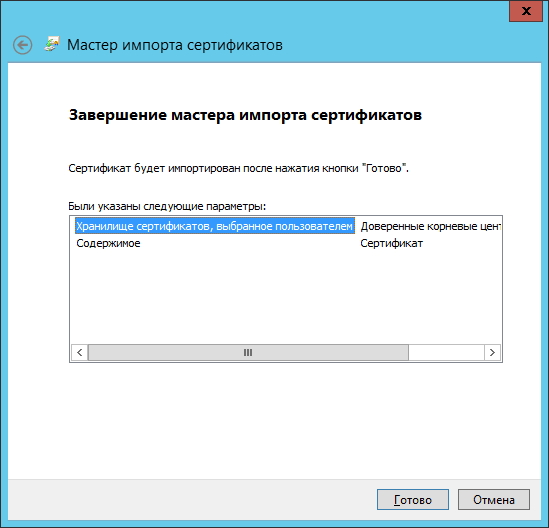 x
Мастер импорта сертификатов
Завершение мастера импорта сертификатов
Сертификат будет импортирован после нажатия кнопки "Готово".
Были указаны следующие параметры:
Хранилище сертификатов, выбранное пользователем Доверенные корневые цент
Содержимое Сертификат
Готово Отмена